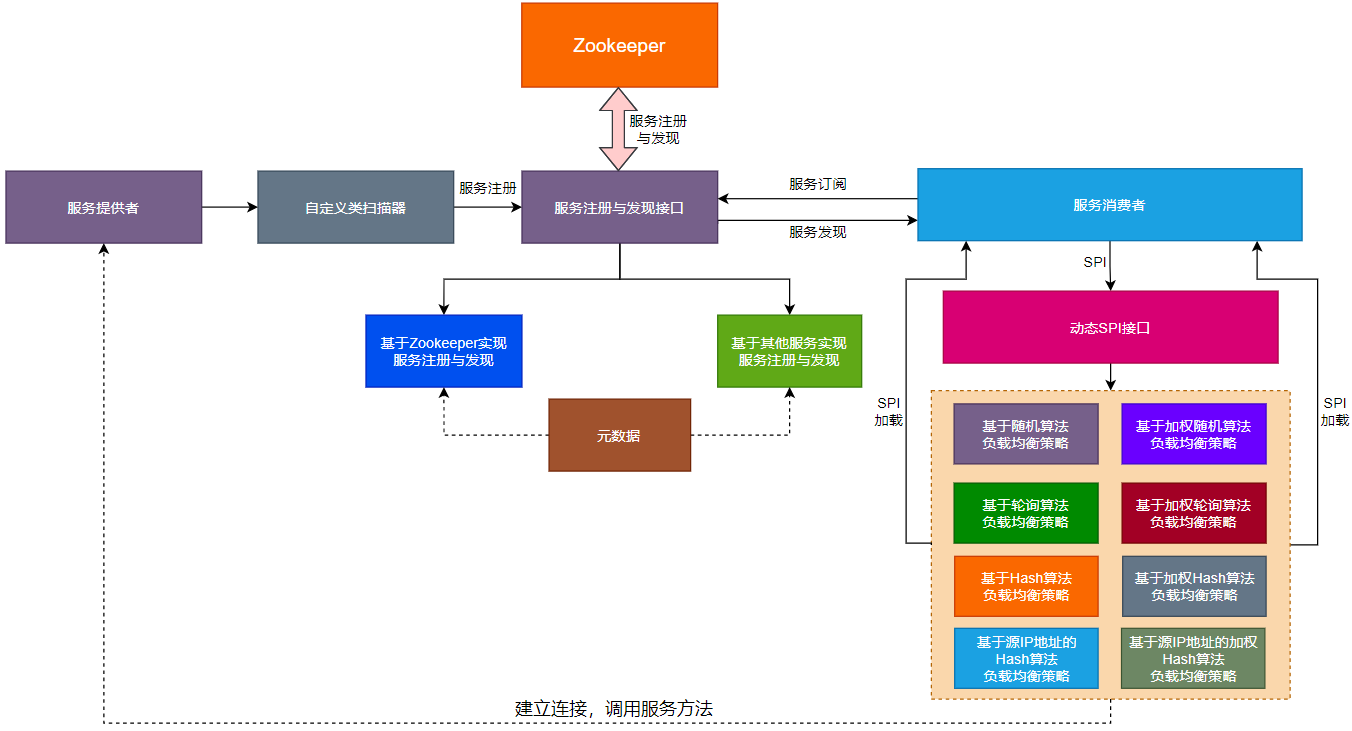 Zookeeper
服务注册
与发现
服务提供者
自定义类扫描器
服务注册
服务注册与发现接口
服务订阅
服务发现
服务消费者
SPI
动态SPI接口
基于Zookeeper实现
服务注册与发现
基于其他服务实现
服务注册与发现
元数据
SPI
加载
SPI
加载
基于随机算法
负载均衡策略
基于加权随机算法
负载均衡策略
基于轮询算法
负载均衡策略
基于加权轮询算法
负载均衡策略
基于Hash算法
负载均衡策略
基于加权Hash算法
负载均衡策略
基于源IP地址的
Hash算法
负载均衡策略
基于源IP地址的加权
Hash算法
负载均衡策略
建立连接，调用服务方法